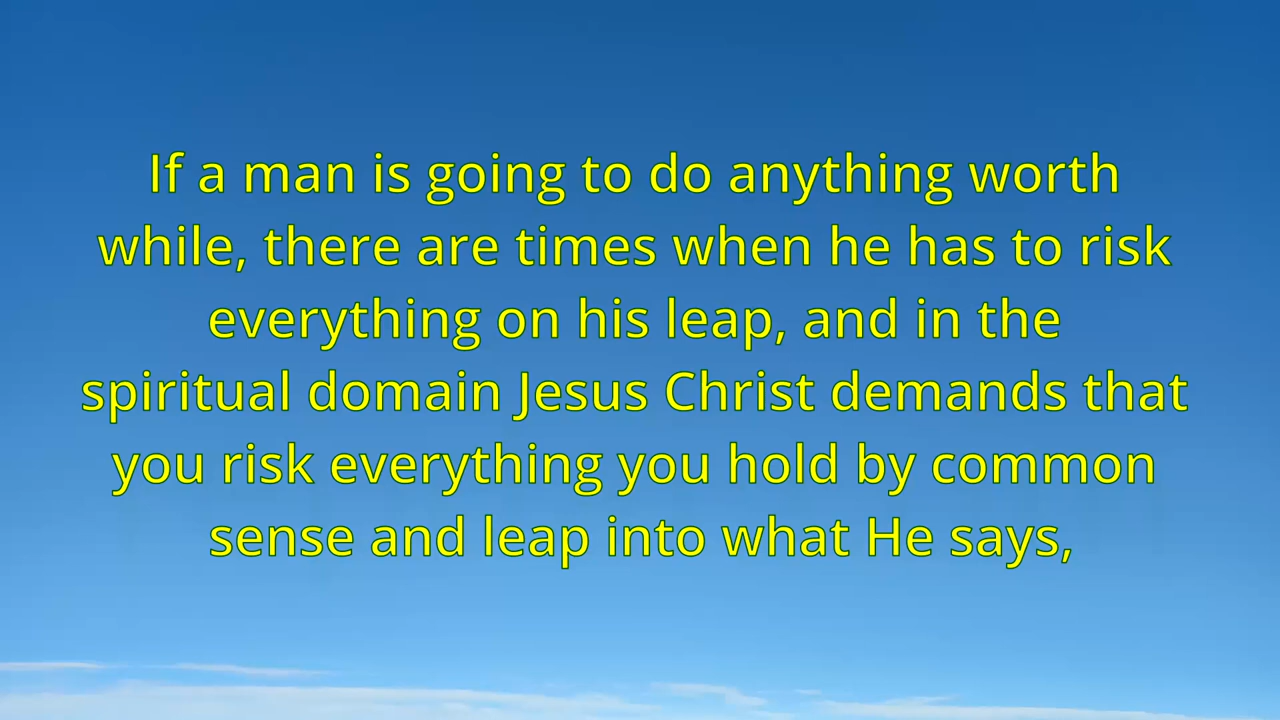 If a man is going to do anything worth
while, there are times when he has to risk
everything on his leap, and in the
spiritual domain Jesus Christ demands that
you risk everything you hold by common
sense and leap into what He says,